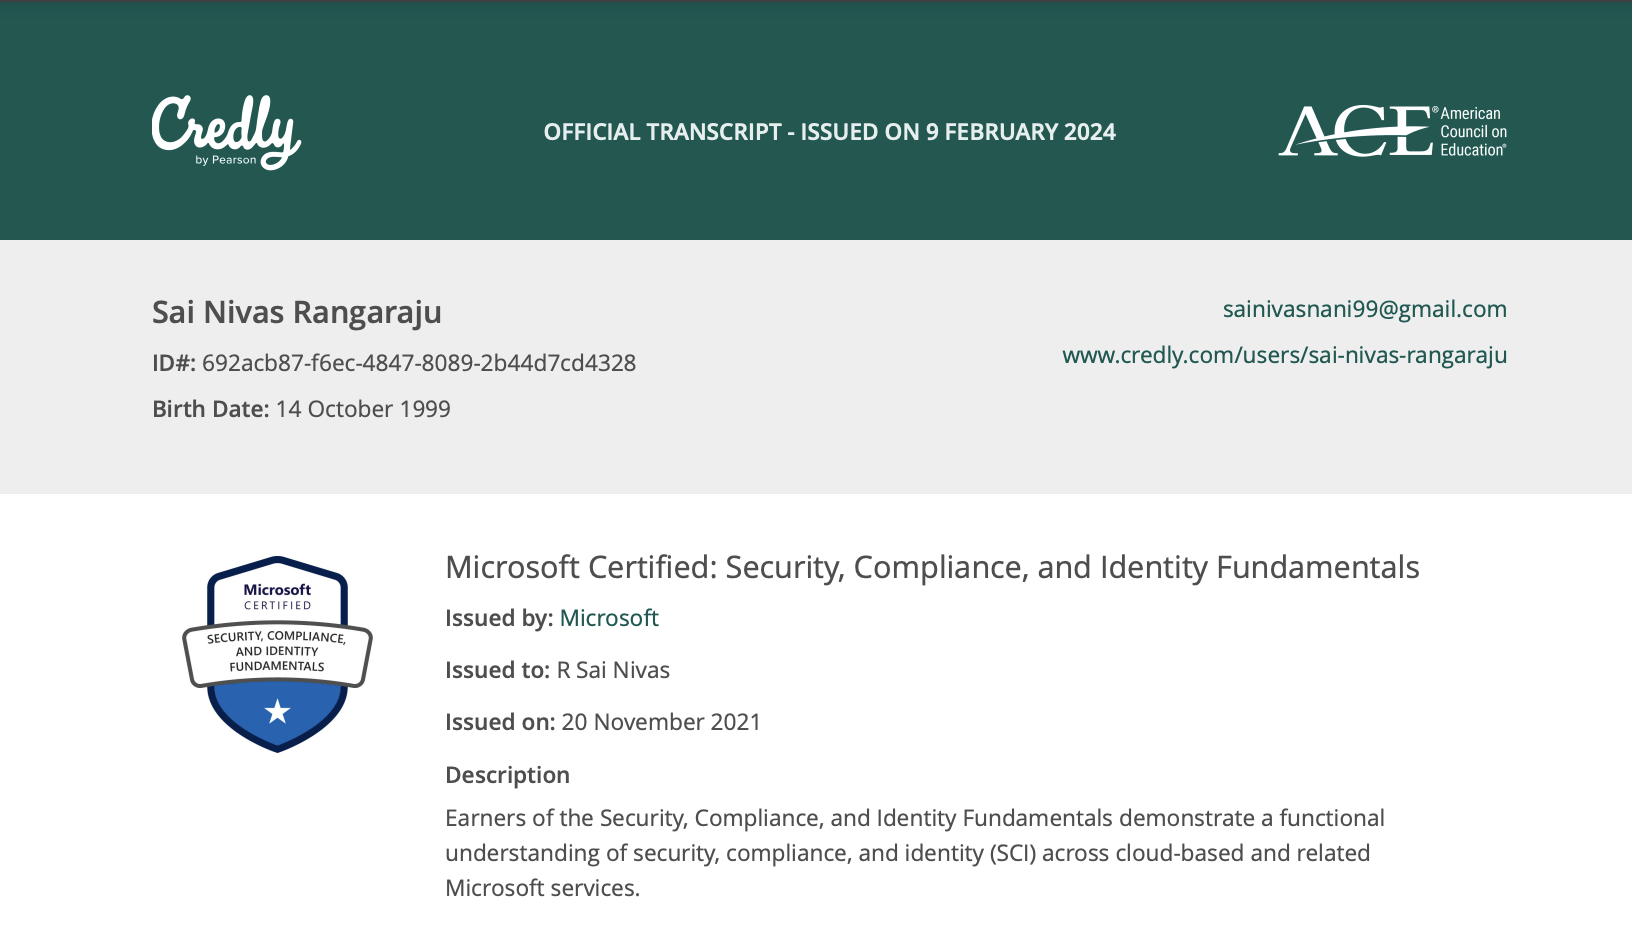 Credly
by Pearson
OFFICIAL TRANSCRIPT - ISSUED ON 9 FEBRUARY 2024
ACE®
American
Council on
Education®
Sai Nivas Rangaraju
ID#: 692acb87-f6ec-4847-8089-2b44d7cd4328
Birth Date: 14 October 1999
sainivasnani99@gmail.com
www.credly.com/users/sai-nivas-rangaraju
Microsoft
CERTIFIED
SECURITY, COMPLIANCE,
AND IDENTITY
FUNDAMENTALS
Microsoft Certified: Security, Compliance, and Identity Fundamentals
Issued by: Microsoft
Issued to: R Sai Nivas
Issued on: 20 November 2021
Description
Earners of the Security, Compliance, and Identity Fundamentals demonstrate a functional
understanding of security, compliance, and identity (SCI) across cloud-based and related
Microsoft services.